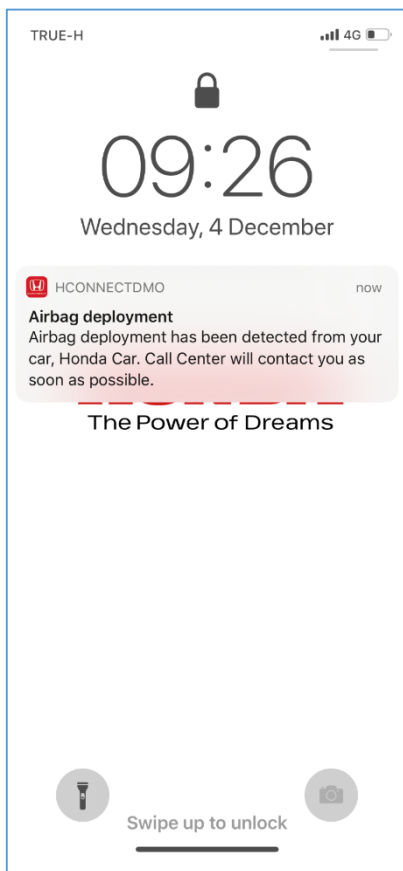 TRUE-H
4G
09:26
Wednesday, 4 December
HCONNECTDMO
now
Airbag deployment
Airbag deployment has been detected from your
car, Honda Car. Call Center will contact you as
soon as possible.
The Power of Dreams
Swipe up to unlock